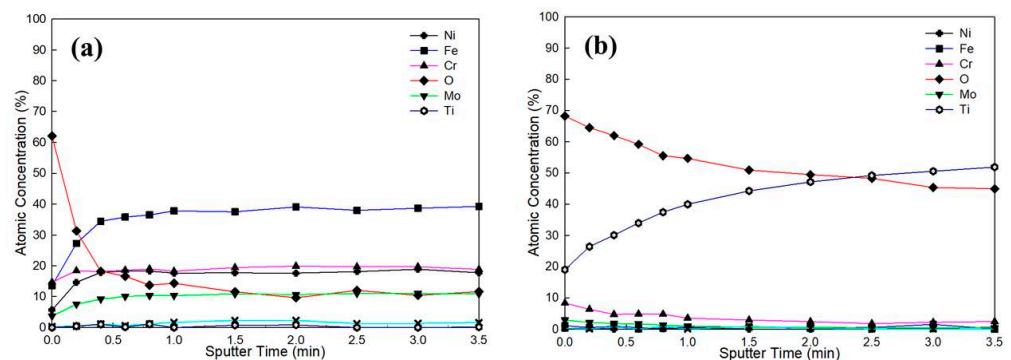 100
90
80
70
60
50
40
30
20
10
0
Atomic Concentration (%)
(a)
Ni
Fe
Cr
O
Mo
Ti
0.0 0.5 1.0 1.5 2.0 2.5 3.0 3.5
Sputter Time (min)
100
90
80
70
60
50
40
30
20
10
0
Atomic Concentration (%)
(b)
Ni
Fe
Cr
O
Mo
Ti
0.0 0.5 1.0 1.5 2.0 2.5 3.0 3.5
Sputter Time (min)